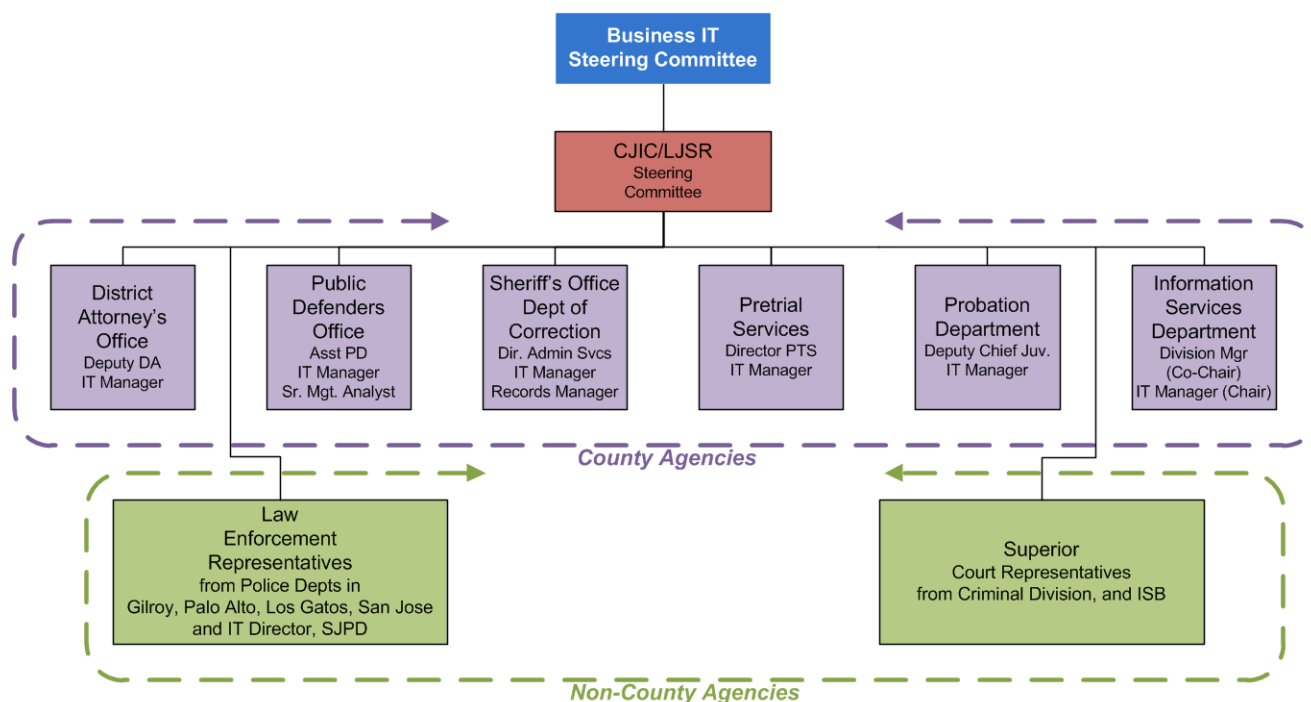 Business IT
Steering Committee
CJIC/LJSR
Steering
Committee
District
Attorney's
Office
Deputy DA
IT Manager
Public
Defenders
Office
Asst PD
IT Manager
Sr. Mgt. Analyst
Sheriff's Office
Dept of
Correction
Dir. Admin Svcs
IT Manager
Records Manager
Pretrial
Services
Director PTS
IT Manager
Probation
Department
Deputy Chief Juv.
IT Manager
Information
Services
Department
Division Mgr
(Co-Chair)
IT Manager (Chair)
County Agencies
Law
Enforcement
Representatives
from Police Depts in
Gilroy, Palo Alto, Los Gatos, San Jose
and IT Director, SJPD
Superior
Court Representatives
from Criminal Division, and ISB
Non-County Agencies